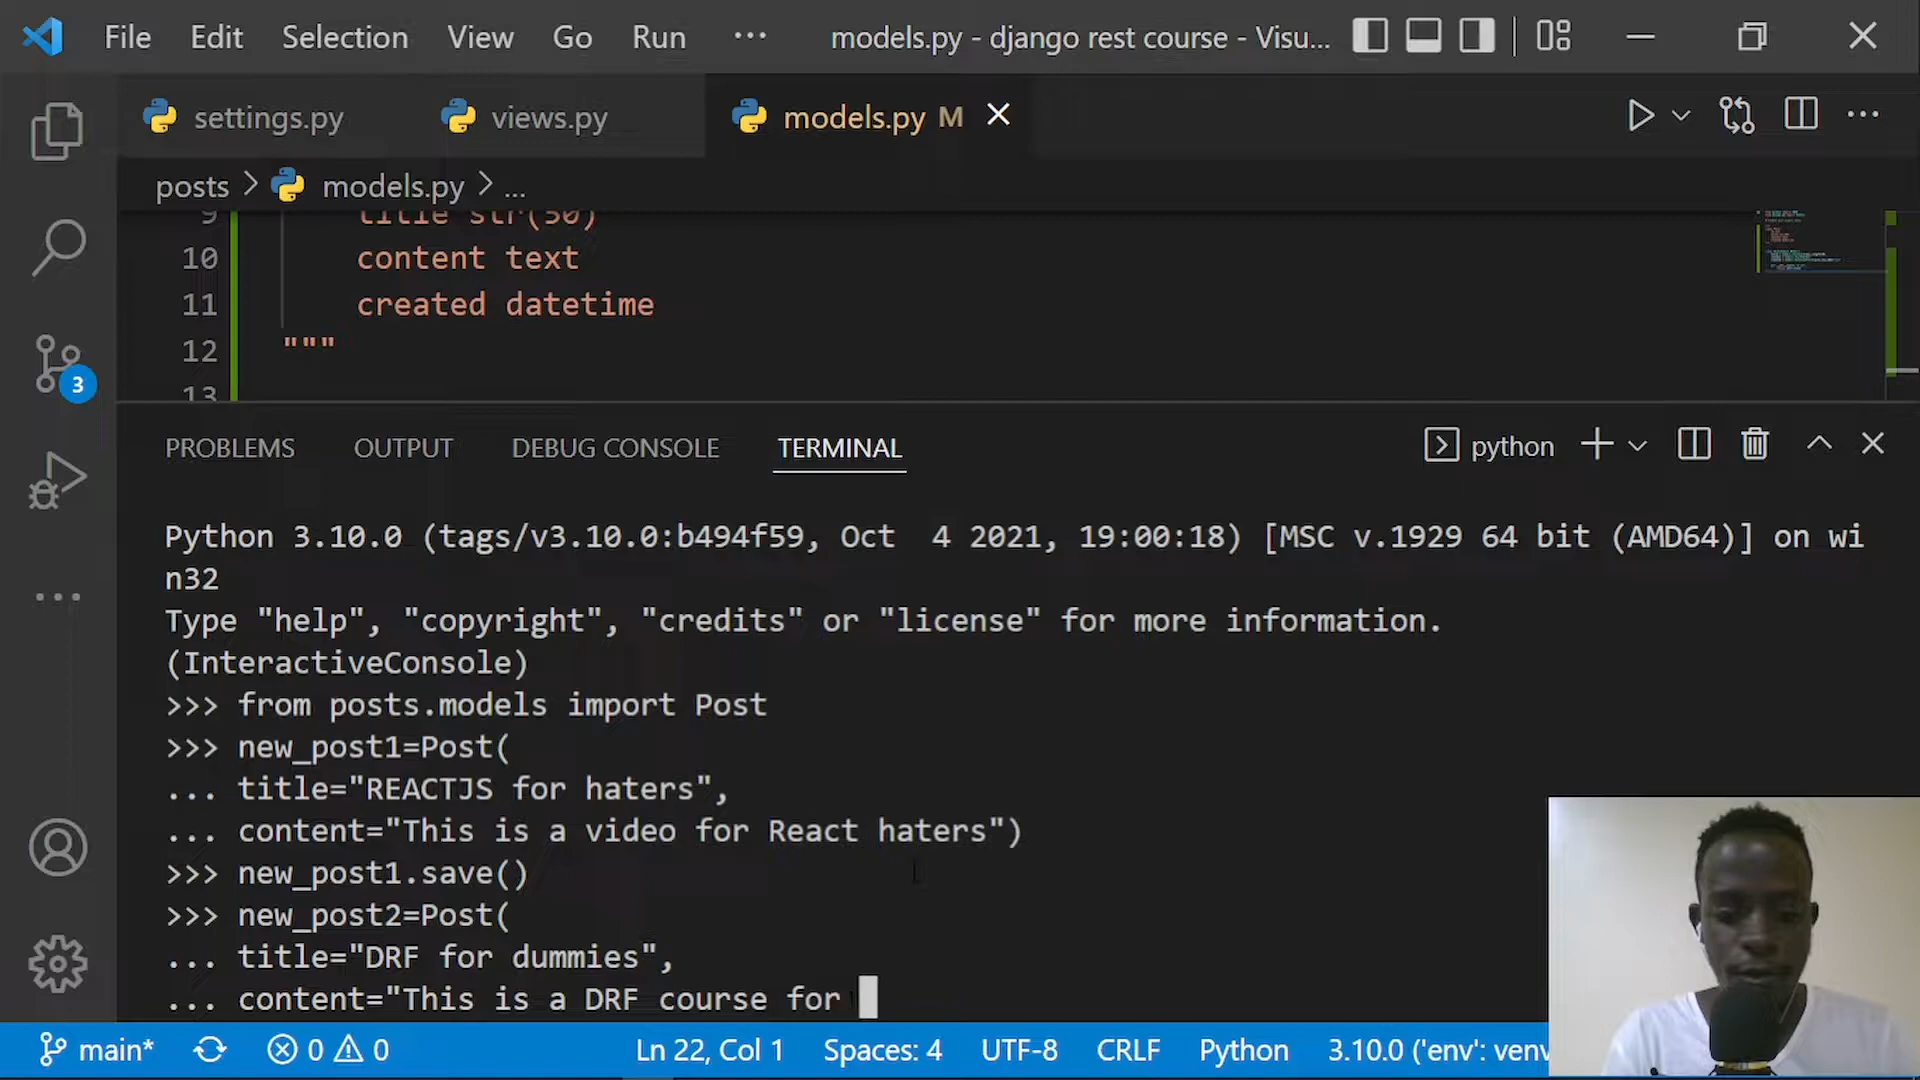 File Edit Selection View Go Run ··· models.py - django rest course - Visu...
settings.py views.py models.py M
posts > models.py > ...
9 title str(50)
10 content text
11 created datetime
12 """
13
3
PROBLEMS OUTPUT DEBUG CONSOLE TERMINAL python
Python 3.10.0 (tags/v3.10.0:b494f59, Oct  4 2021, 19:00:18) [MSC v.1929 64 bit (AMD64)] on wi
n32
Type "help", "copyright", "credits" or "license" for more information.
(InteractiveConsole)
>>> from posts.models import Post
>>> new_post1=Post(
... title="REACTJS for haters",
... content="This is a video for React haters")
>>> new_post1.save()
>>> new_post2=Post(
... title="DRF for dummies",
... content="This is a DRF course for
main* 0 0 Ln 22, Col 1 Spaces: 4 UTF-8 CRLF Python 3.10.0 ('env': venv